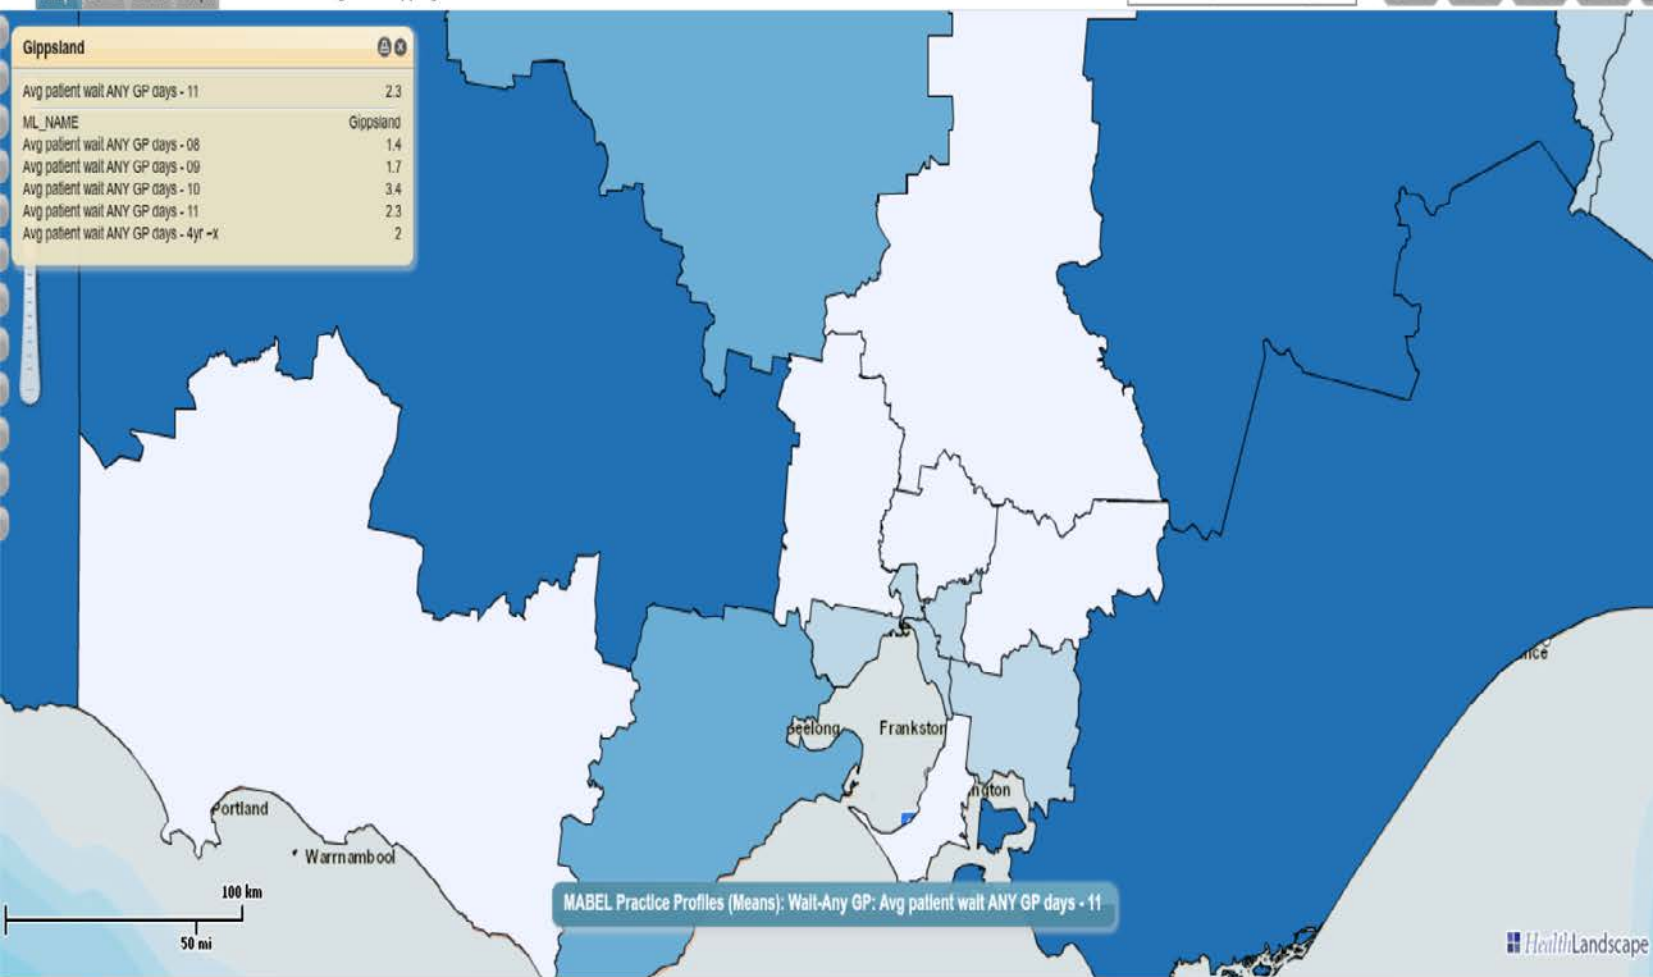 Gippsland
Avg patient wait ANY GP days - 11 2.3
ML_NAME Gippsland
Avg patient wait ANY GP days - 08 1.4
Avg patient wait ANY GP days - 09 1.7
Avg patient wait ANY GP days - 10 3.4
Avg patient wait ANY GP days - 11 2.3
Avg patient wait ANY GP days - 4yr -x 2
Geelong
Frankston
ngton
Portland
Warrnambool
100 km
50 mi
MABEL Practice Profiles (Means): Wait-Any GP: Avg patient wait ANY GP days - 11
HealthLandscape